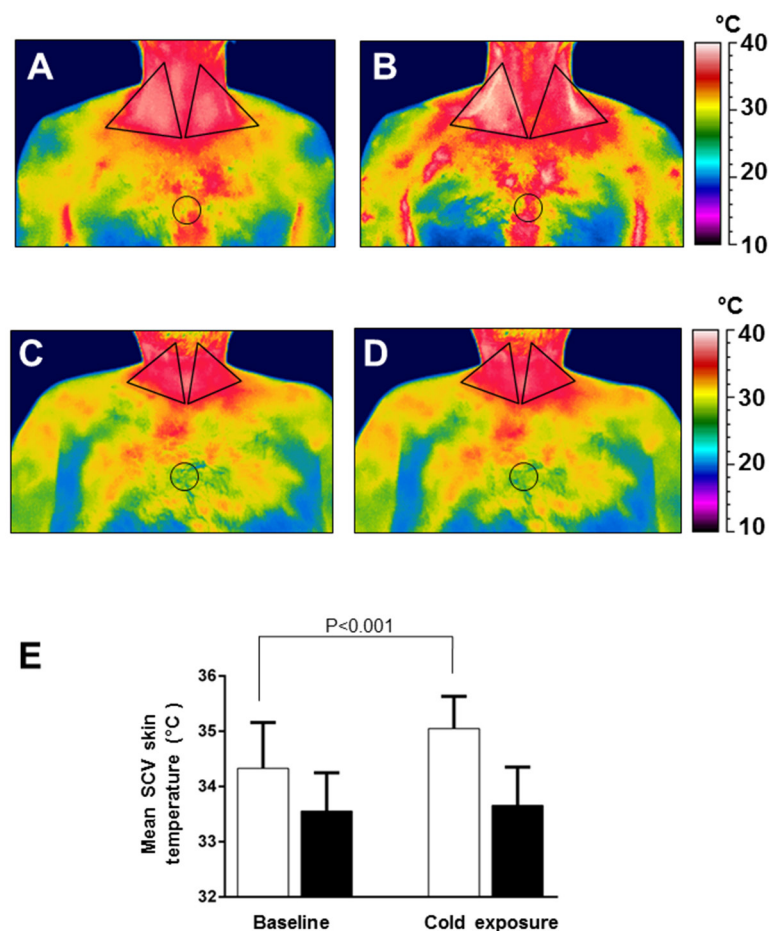 °C
A
B
40
30
20
10
°C
C
D
40
30
20
10
E
P<0.001
Mean SCV skin
temperature (°C )
36
35
34
33
32
Baseline
Cold exposure